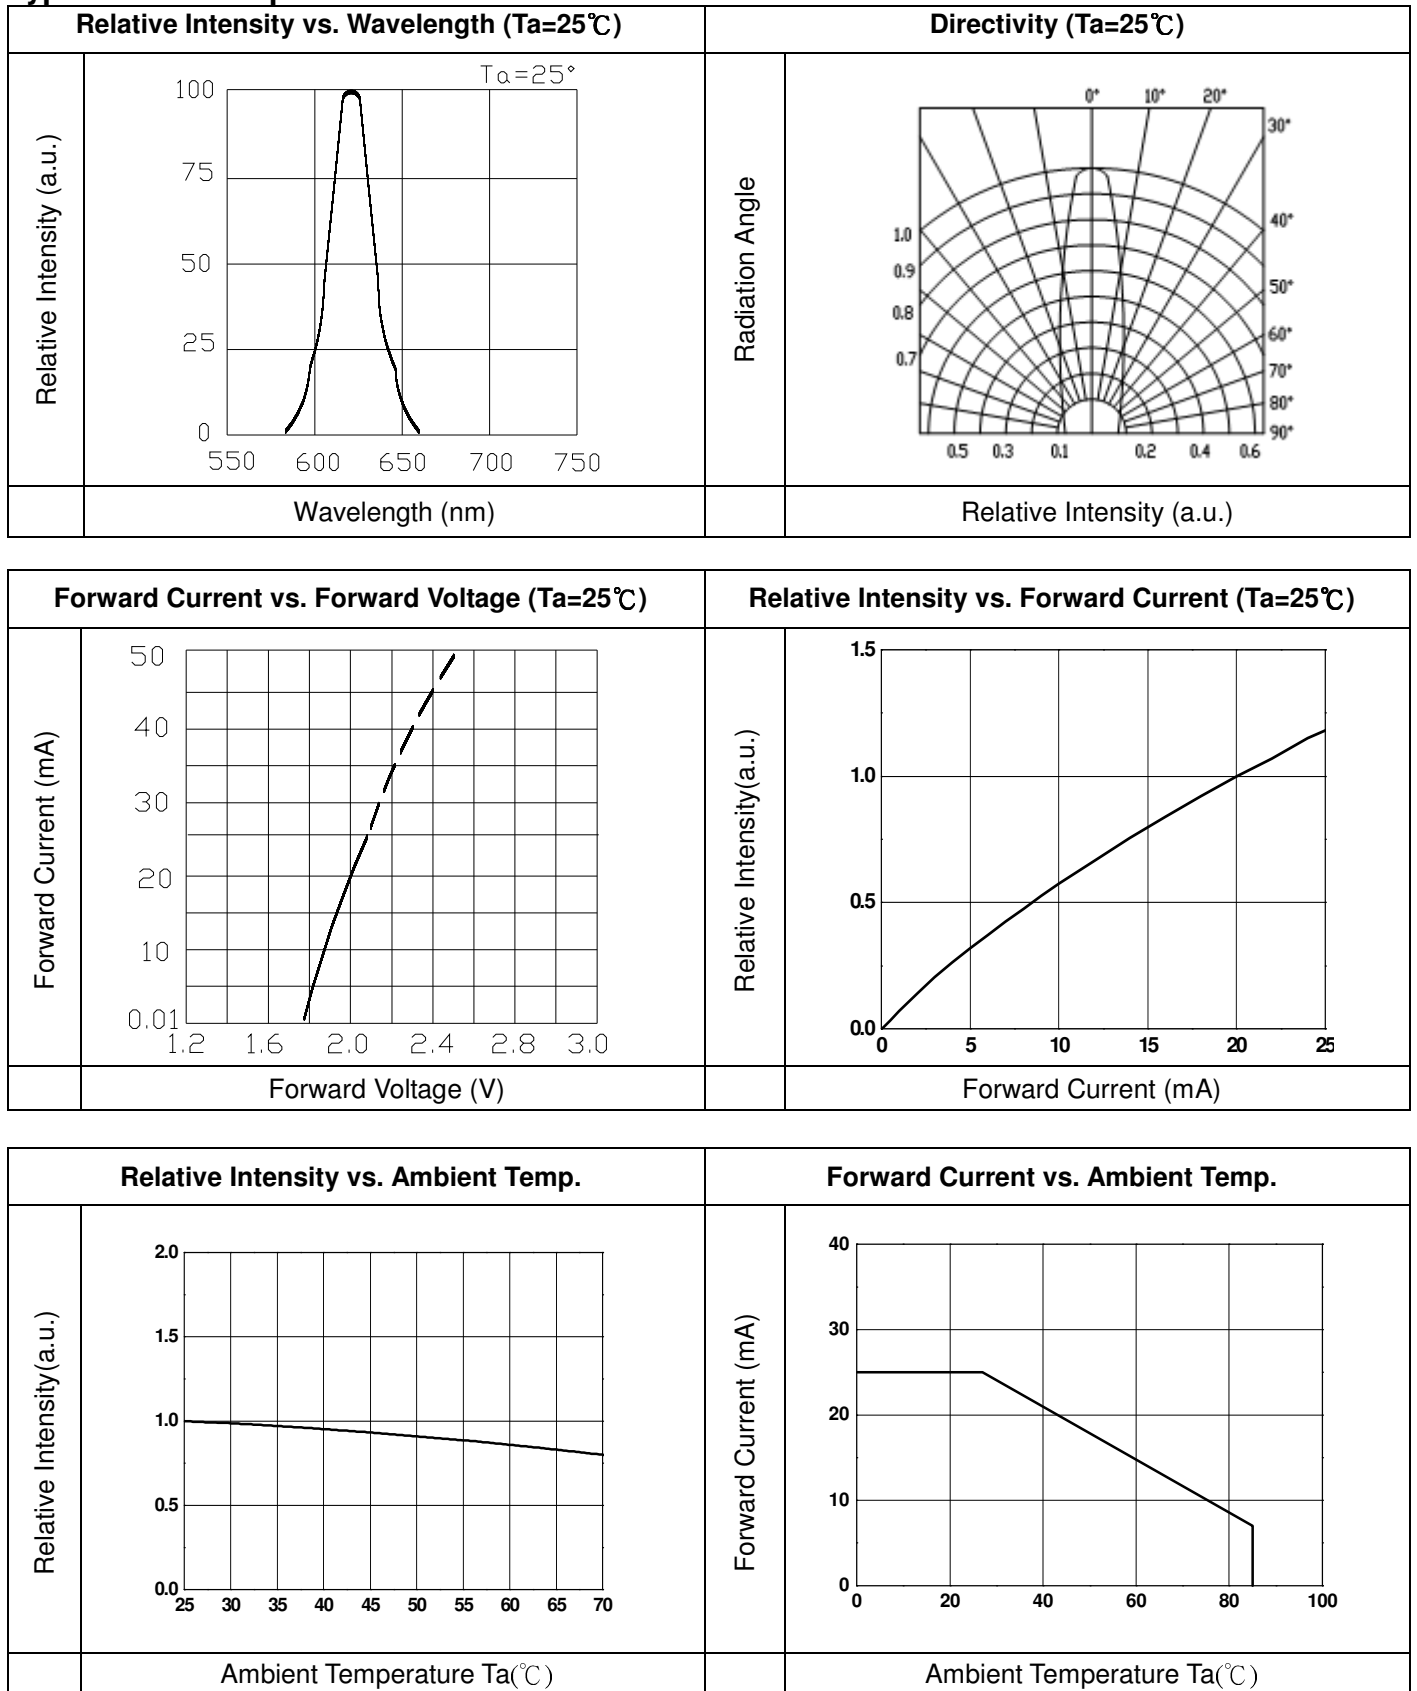 Relative Intensity vs. Wavelength (Ta=25℃)
Directivity (Ta=25℃)
Relative Intensity (a.u.)
Ta=25°
100
75
50
25
0
550 600 650 700 750
Wavelength (nm)
Radiation Angle
0° 10° 20°
30°
40°
50°
60°
70°
80°
90°
1.0
0.9
0.8
0.7
0.5 0.3 0.1 0.2 0.4 0.6
Relative Intensity (a.u.)
Forward Current vs. Forward Voltage (Ta=25℃)
Relative Intensity vs. Forward Current (Ta=25℃)
Forward Current (mA)
50
40
30
20
10
0.01
1.2 1.6 2.0 2.4 2.8 3.0
Forward Voltage (V)
Relative Intensity(a.u.)
1.5
1.0
0.5
0.0
0 5 10 15 20 25
Forward Current (mA)
Relative Intensity vs. Ambient Temp.
Forward Current vs. Ambient Temp.
Relative Intensity(a.u.)
2.0
1.5
1.0
0.5
0.0
25 30 35 40 45 50 55 60 65 70
Ambient Temperature Ta(℃)
Forward Current (mA)
40
30
20
10
0
0 20 40 60 80 100
Ambient Temperature Ta(℃)